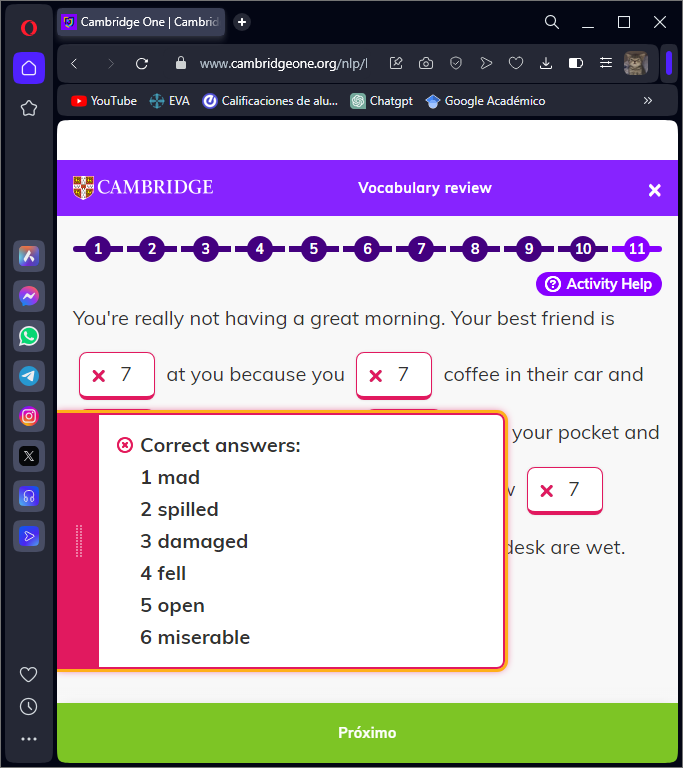 Cambridge One | Cambrid
www.cambridgeone.org/nlp/l
YouTube
EVA
Calificaciones de alu...
Chatgpt
Google Académico
CAMBRIDGE
Vocabulary review
1 2 3 4 5 6 7 8 9 10 11
Activity Help
You're really not having a great morning. Your best friend is
7 at you because you 7 coffee in their car and
your pocket and
7
desk are wet.
Correct answers:
1 mad
2 spilled
3 damaged
4 fell
5 open
6 miserable
Próximo